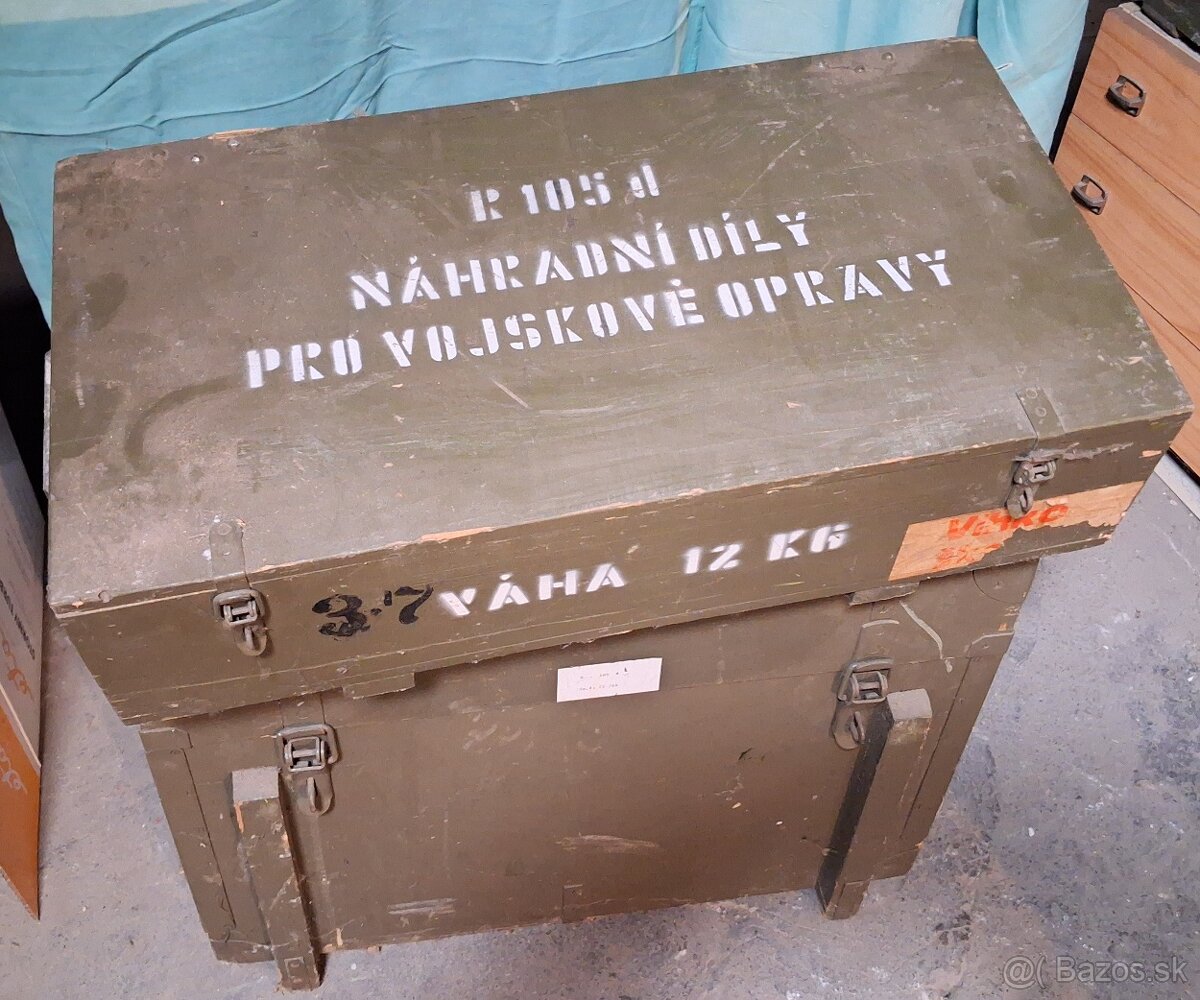 R 105 d
NÁHRADNÍ DÍLY
PRO VOJSKOVÉ OPRAVY
3.7 VÁHA 12 KG
@( Bazos.sk